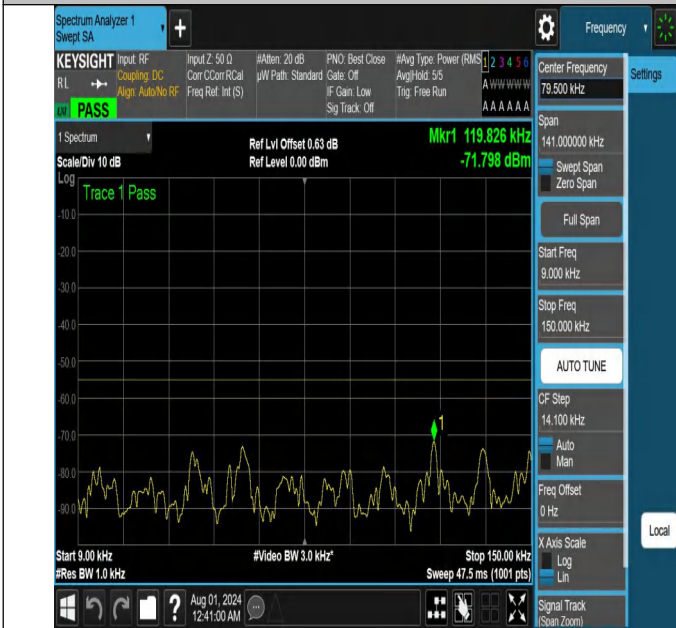 Spectrum Analyzer 1
Swept SA
+
Frequency
KEYSIGHT
RL
Input: RF
Coupling: DC
Align: Auto/No RF
Input Z: 50 Ω
Corr CCorr RCal
Freq Ref: Int (S)
#Atten: 20 dB
µW Path: Standard
PNO: Best Close
Gate: Off
IF Gain: Low
Sig Track: Off
#Avg Type: Power (RMS
Avg|Hold: 5/5
Trig: Free Run
1 2 3 4 5 6
A W W W W W
A A A A A A
PASS
1 Spectrum
Scale/Div 10 dB
Ref Lvl Offset 0.63 dB
Ref Level 0.00 dBm
Mkr1 119.826 kHz
-71.798 dBm
Log
Trace 1 Pass
-10.0
-20.0
-30.0
-40.0
-50.0
-60.0
-70.0
-80.0
-90.0
1
Start 9.00 kHz
#Res BW 1.0 kHz
#Video BW 3.0 kHz*
Stop 150.00 kHz
Sweep 47.5 ms (1001 pts)
?
Aug 01, 2024
12:41:00 AM
Center Frequency
79.500 kHz
Settings
Span
141.000000 kHz
Swept Span
Zero Span
Full Span
Start Freq
9.000 kHz
Stop Freq
150.000 kHz
AUTO TUNE
CF Step
14.100 kHz
Auto
Man
Freq Offset
0 Hz
X Axis Scale
Log
Lin
Local
Signal Track
(Span Zoom)